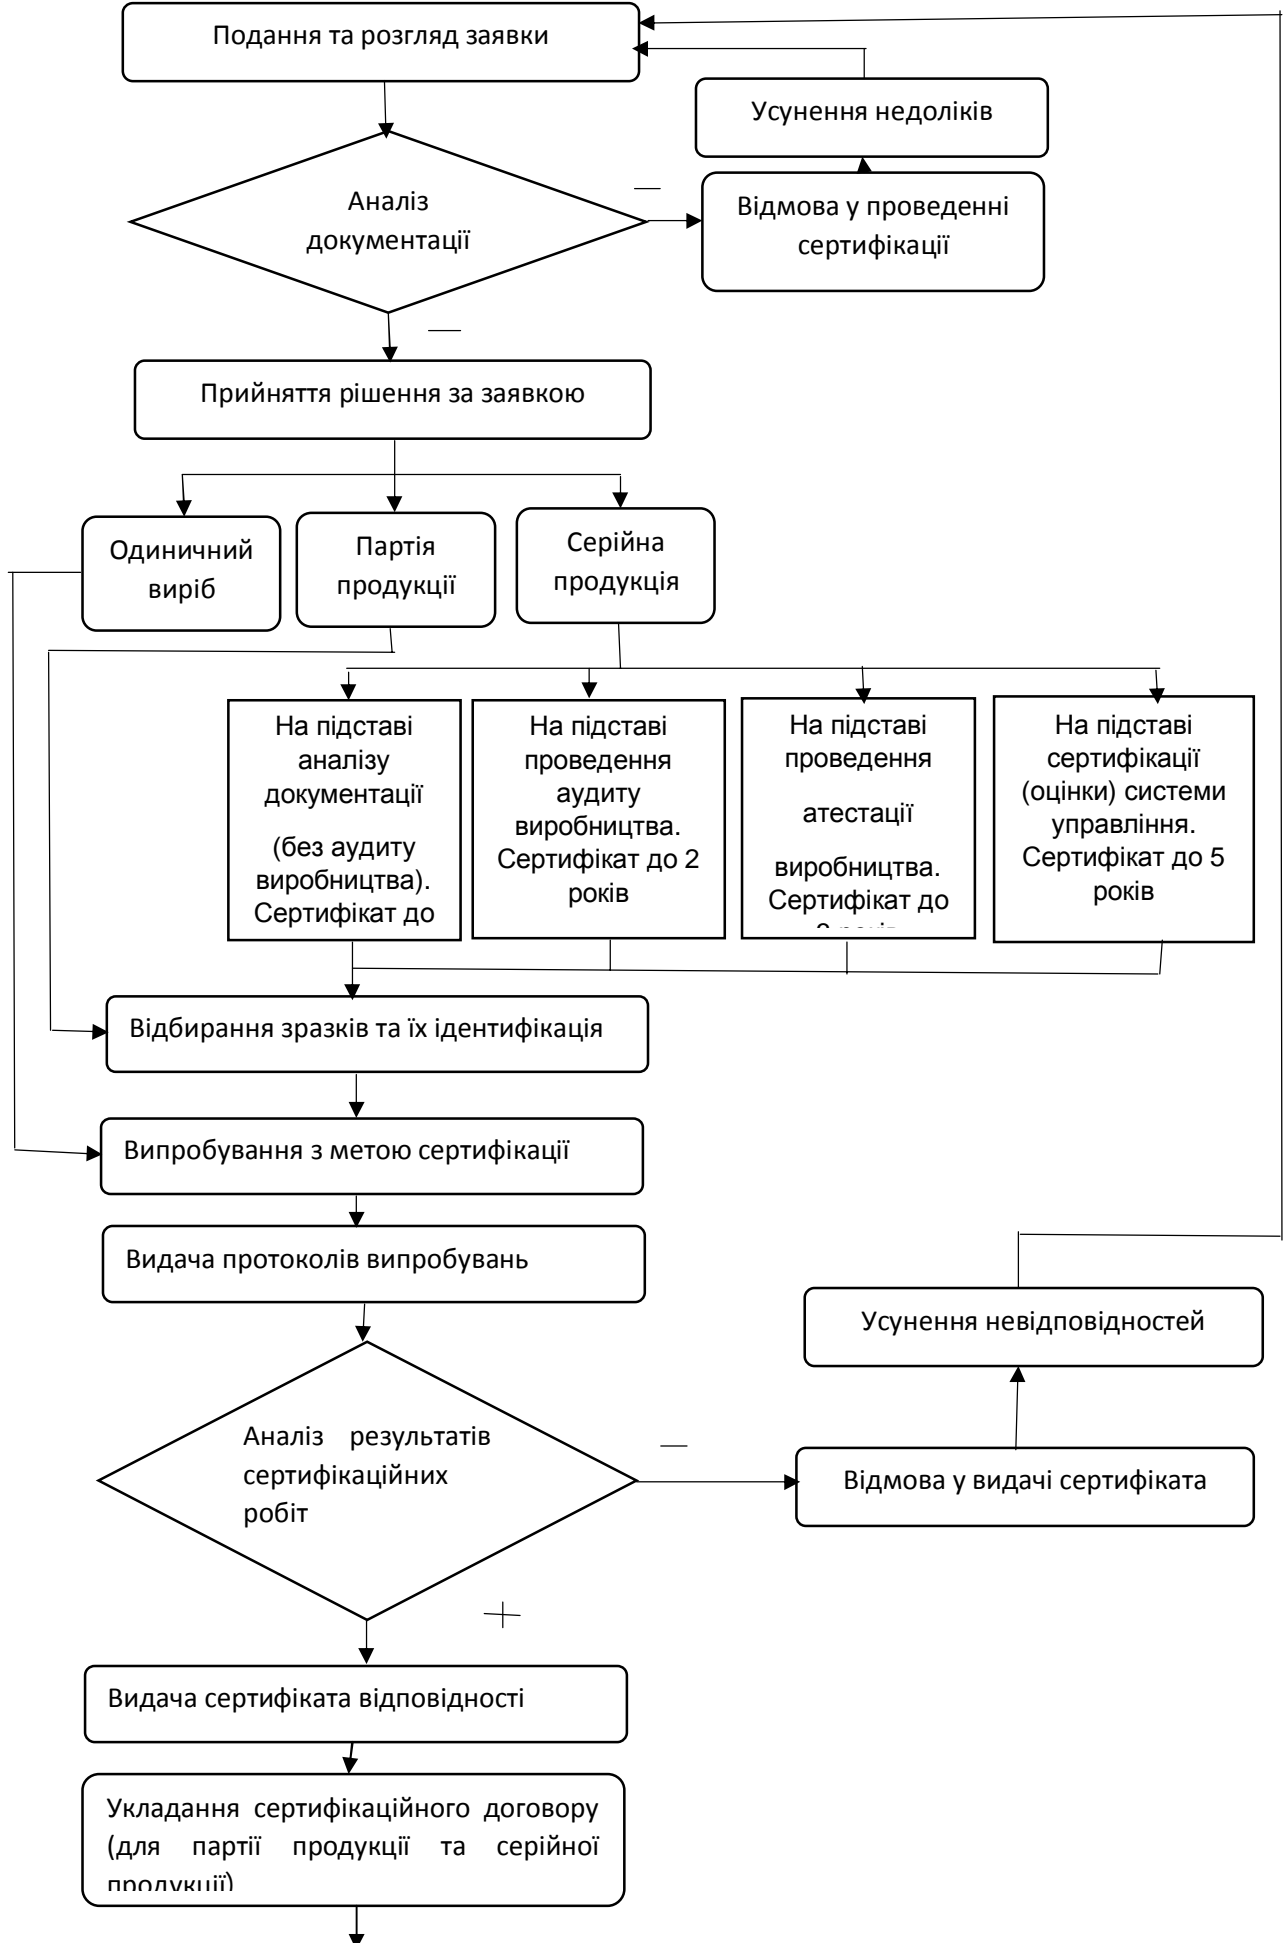 Подання та розгляд заявки
Усунення недоліків
Аналіз
документації
Відмова у проведенні
сертифікації
Прийняття рішення за заявкою
Одиничний
виріб
Партія
продукції
Серійна
продукція
На підставі
аналізу
документації
(без аудиту
виробництва).
Сертифікат до
На підставі
проведення
аудиту
виробництва.
Сертифікат до 2
років
На підставі
проведення
атестації
виробництва.
Сертифікат до
На підставі
сертифікації
(оцінки) системи
управління.
Сертифікат до 5
років
Відбирання зразків та їх ідентифікація
Випробування з метою сертифікації
Видача протоколів випробувань
Усунення невідповідностей
Аналіз результатів
сертифікаційних
робіт
Відмова у видачі сертифіката
Видача сертифіката відповідності
Укладання сертифікаційного договору
(для партії продукції та серійної
продукції)